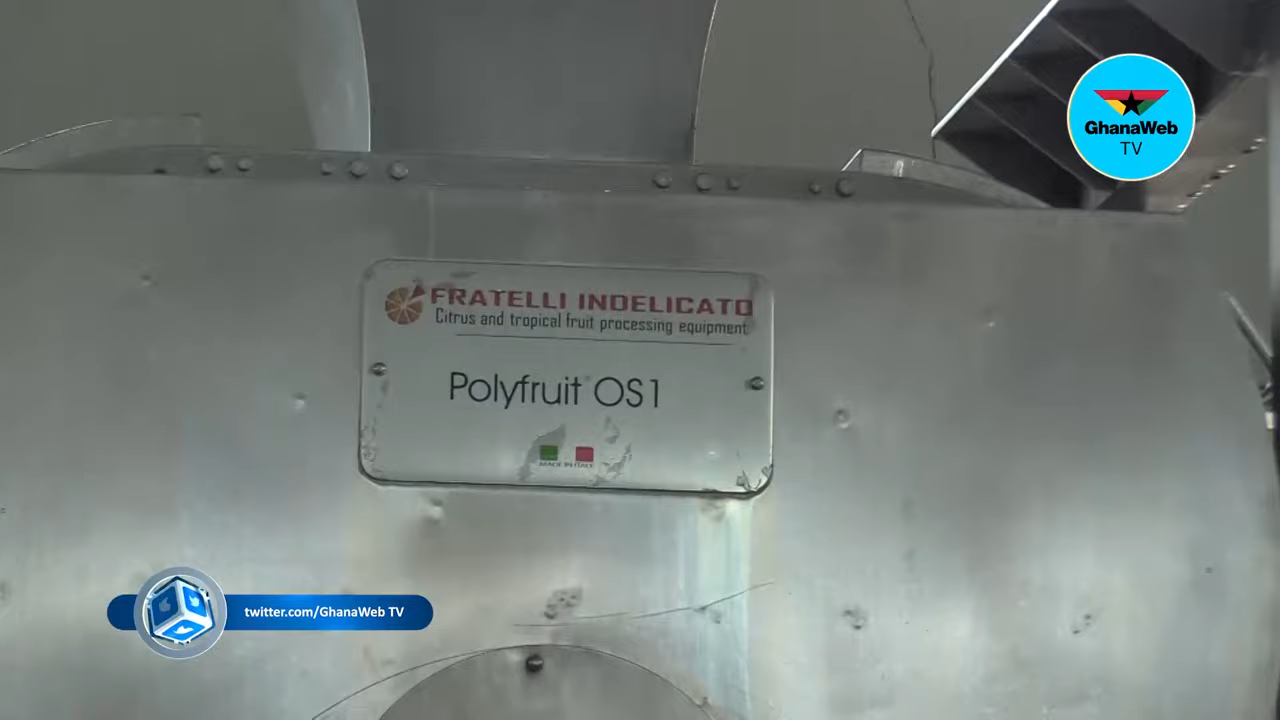 GhanaWeb
TV
FRATELLI INDELICATO
Citrus and tropical fruit processing equipment
Polyfruit OS1
MADE IN ITALY
twitter.com/GhanaWeb TV